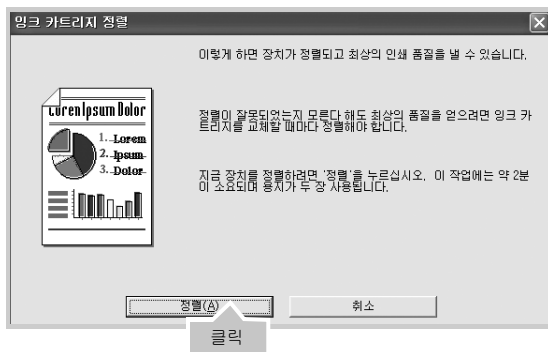 잉크 카트리지 정렬
이렇게 하면 장치가 정렬되고 최상의 인쇄 품질을 낼 수 있습니다.
Lorem Ipsum Dolor
1. Lorem
2. Ipsum
3. Dolor
정렬이 잘못되었는지 모른다 해도 최상의 품질을 얻으려면 잉크 카
트리지를 교체할 때마다 정렬해야 합니다.
지금 장치를 정렬하려면 '정렬'을 누르십시오. 이 작업에는 약 2분
이 소요되며 용지가 두 장 사용됩니다.
정렬(A)
취소
클릭